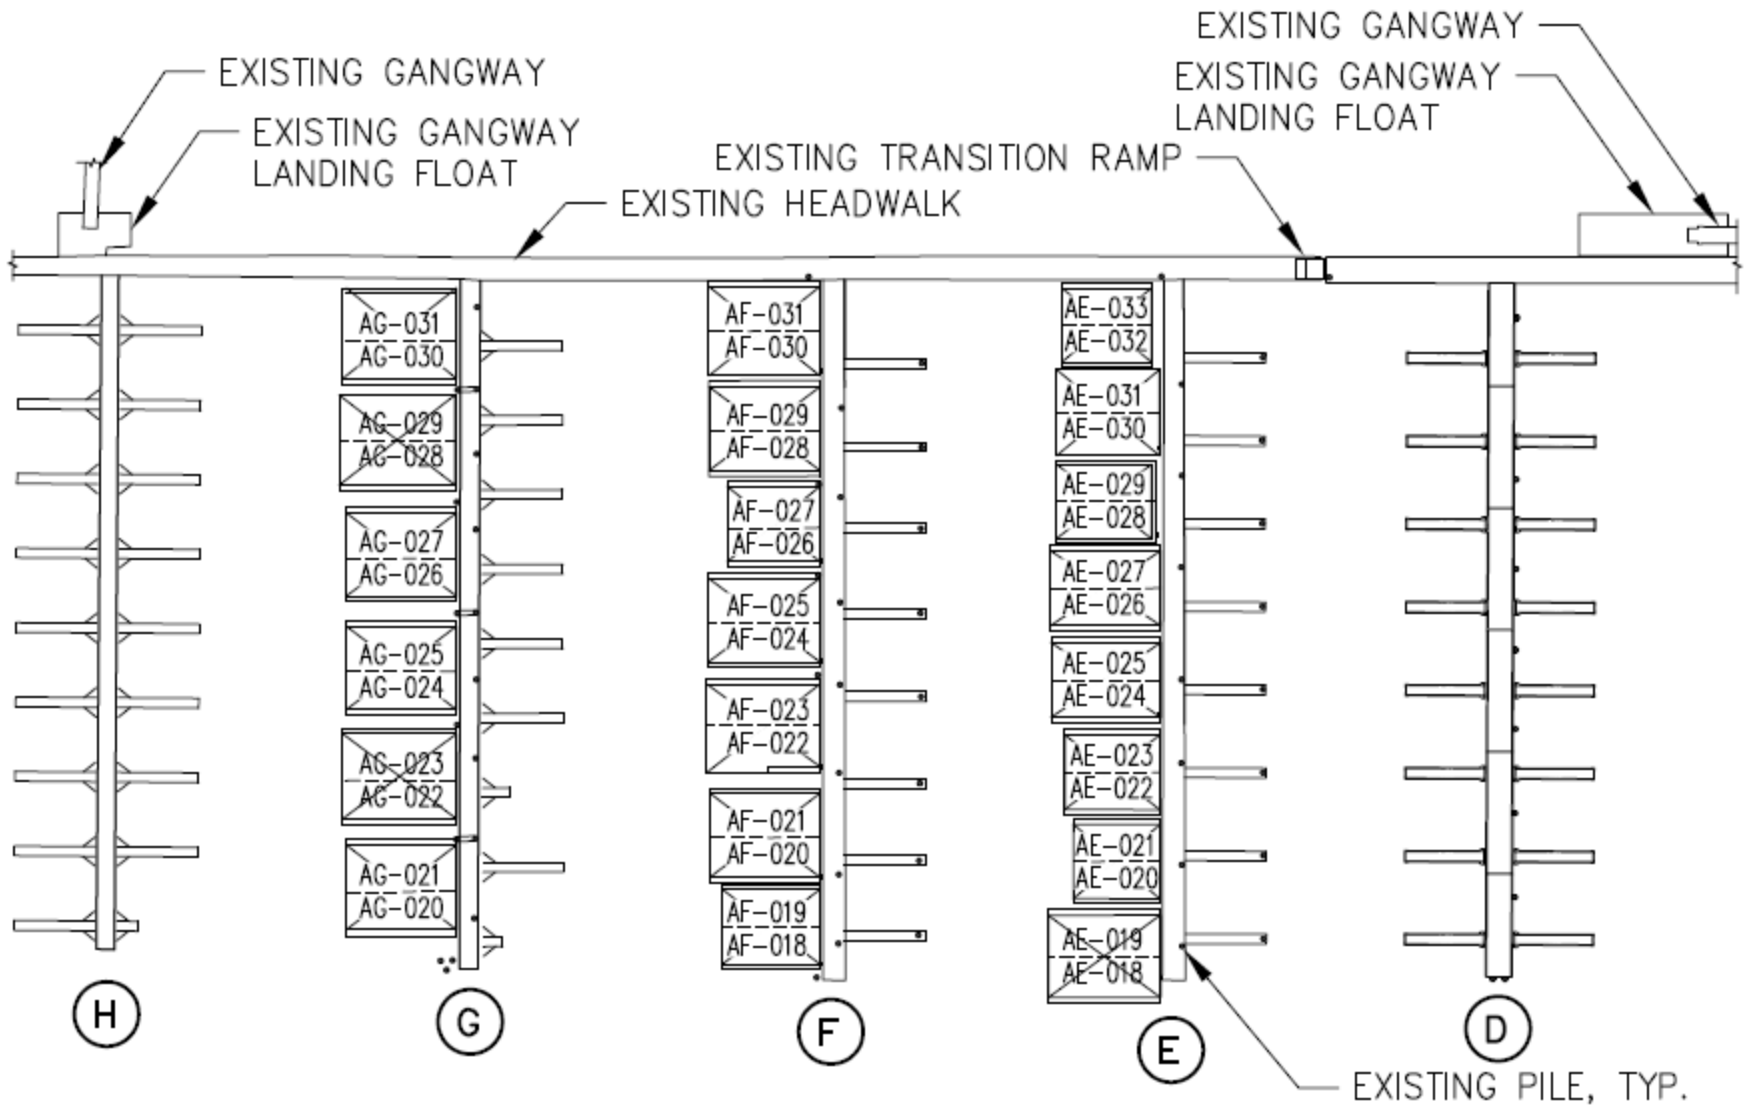 EXISTING GANGWAY
EXISTING GANGWAY
EXISTING GANGWAY
LANDING FLOAT
EXISTING GANGWAY
LANDING FLOAT
EXISTING TRANSITION RAMP
EXISTING HEADWALK
AG-031
AG-030
AG-029
AG-028
AG-027
AG-026
AG-025
AG-024
AG-023
AG-022
AG-021
AG-020
AF-031
AF-030
AF-029
AF-028
AF-027
AF-026
AF-025
AF-024
AF-023
AF-022
AF-021
AF-020
AF-019
AF-018
AE-033
AE-032
AE-031
AE-030
AE-029
AE-028
AE-027
AE-026
AE-025
AE-024
AE-023
AE-022
AE-021
AE-020
AE-019
AE-018
H
G
F
E
D
EXISTING PILE, TYP.